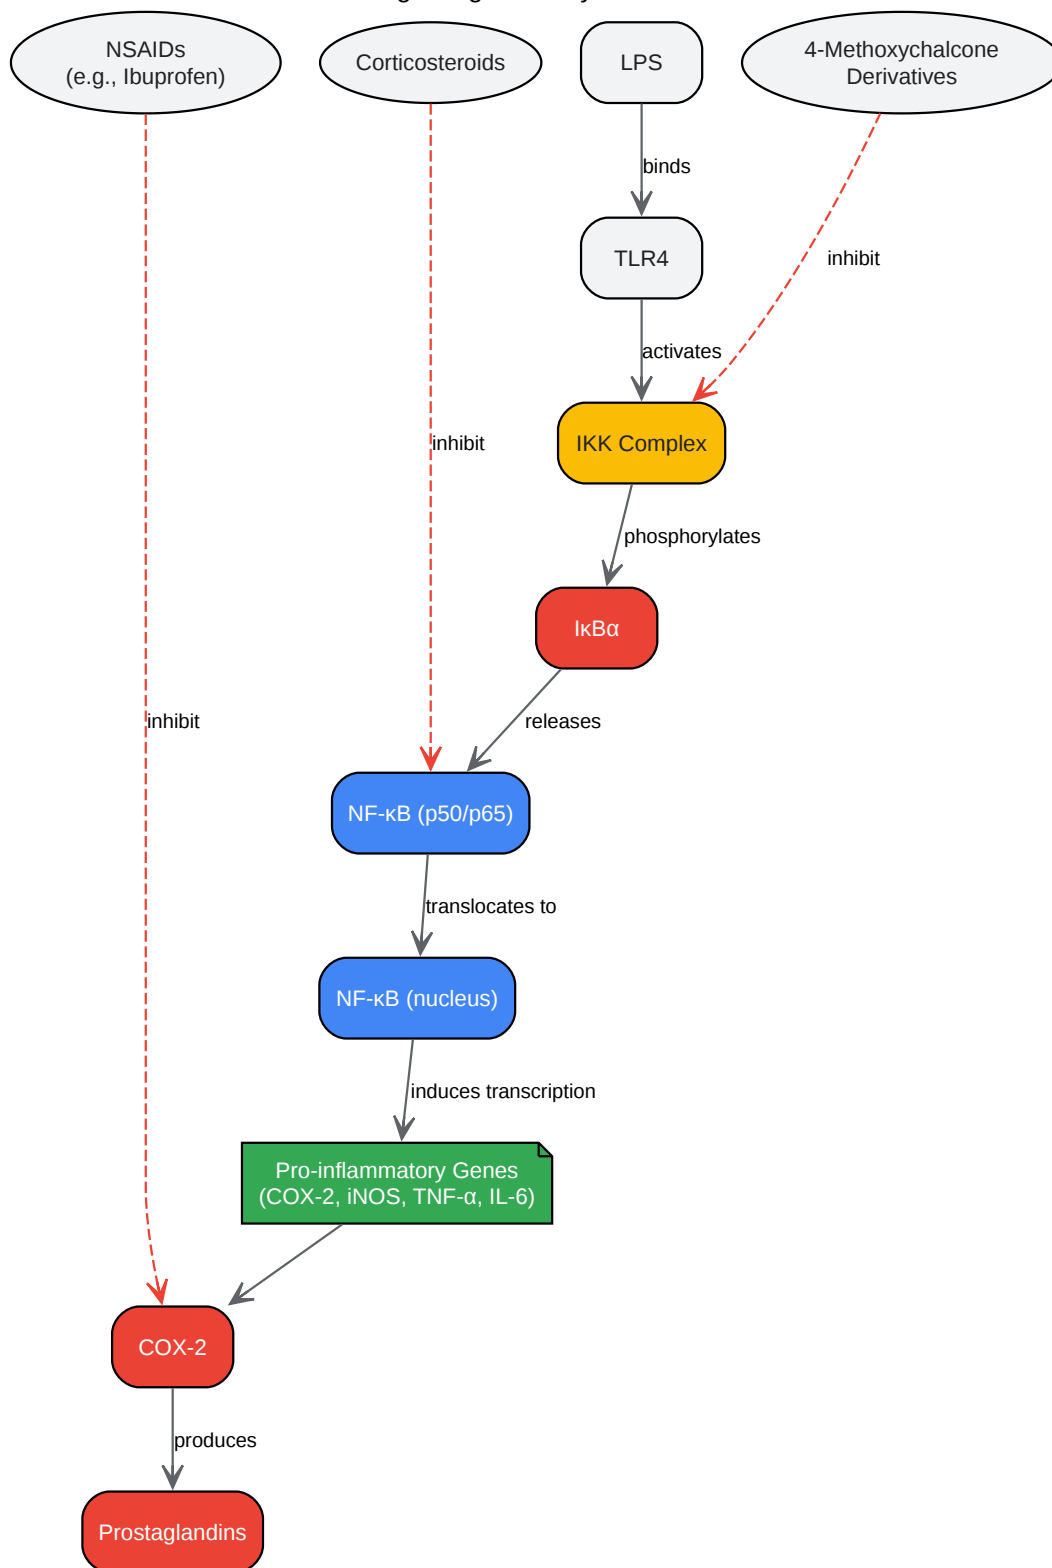 NSAIDs
(e.g., Ibuprofen)
Corticosteroids
LPS
4-Methoxychalcone
Derivatives
binds
TLR4
inhibit
activates
IKK Complex
inhibit
phosphorylates
IκBα
releases
inhibit
NF-κB (p50/p65)
translocates to
NF-κB (nucleus)
induces transcription
Pro-inflammatory Genes
(COX-2, iNOS, TNF-α, IL-6)
COX-2
produces
Prostaglandins